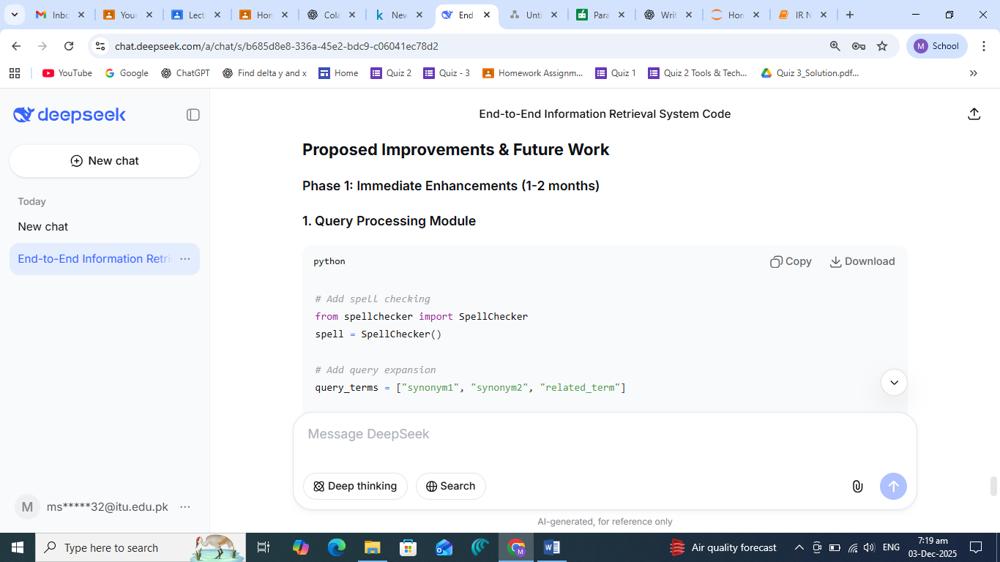 Inbc
Your
Lect
Hon
Cola
New
End
Unti
Para
Writ
Hon
IR N
chat.deepseek.com/a/chat/s/b685d8e8-336a-45e2-bdc9-c06041ec78d2
M
School
YouTube
Google
ChatGPT
Find delta y and x
Home
Quiz 2
Quiz - 3
Homework Assignm...
Quiz 1
Quiz 2 Tools & Tech...
Quiz 3_Solution.pdf...
deepseek
End-to-End Information Retrieval System Code
New chat
Today
New chat
End-to-End Information Retri
Proposed Improvements & Future Work
Phase 1: Immediate Enhancements (1-2 months)
1. Query Processing Module
python
Copy
Download
# Add spell checking
from spellchecker import SpellChecker
spell = SpellChecker()
# Add query expansion
query_terms = ["synonym1", "synonym2", "related_term"]
Message DeepSeek
Deep thinking
Search
M
ms*****32@itu.edu.pk
AI-generated, for reference only
Type here to search
Air quality forecast
ENG
7:19 am
03-Dec-2025